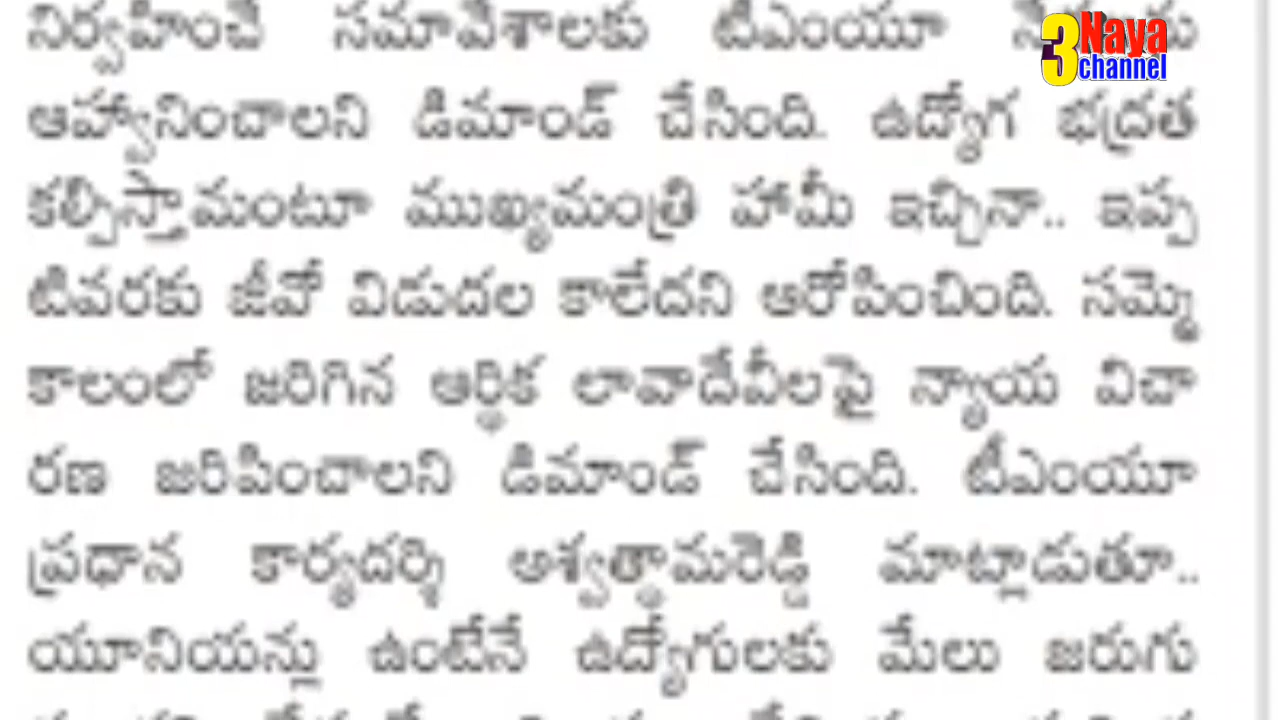 నిర్వహించే సమావేశాలకు టీఎంయూ
3 Naya channel
ఆహ్వానించాలని డిమాండ్ చేసింది. ఉద్యోగ భద్రత
కల్పిస్తామంటూ ముఖ్యమంత్రి హామీ ఇచ్చినా.. ఇప్ప
టివరకు జీవో విడుదల కాలేదని ఆరోపించింది. సమ్మె
కాలంలో జరిగిన ఆర్థిక లావాదేవీలపై న్యాయ విచా
రణ జరిపించాలని డిమాండ్ చేసింది. టీఎంయూ
ప్రధాన కార్యదర్శి అశ్వత్థామరెడ్డి మాట్లాడుతూ..
యూనియన్లు ఉంటేనే ఉద్యోగులకు మేలు జరుగు